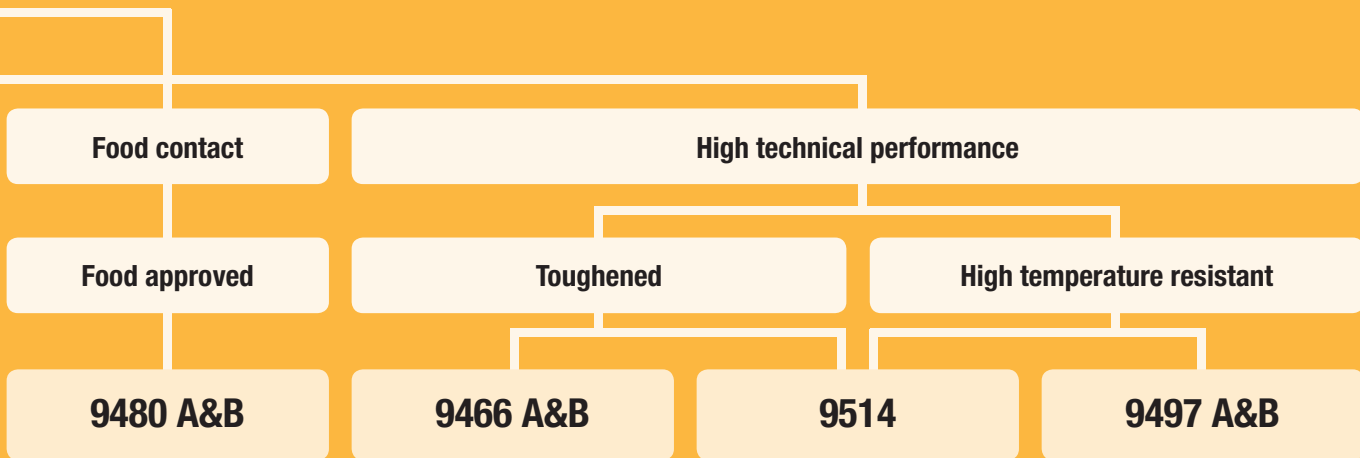 Food contact
High technical performance
Food approved
Toughened
High temperature resistant
9480 A&B
9466 A&B
9514
9497 A&B